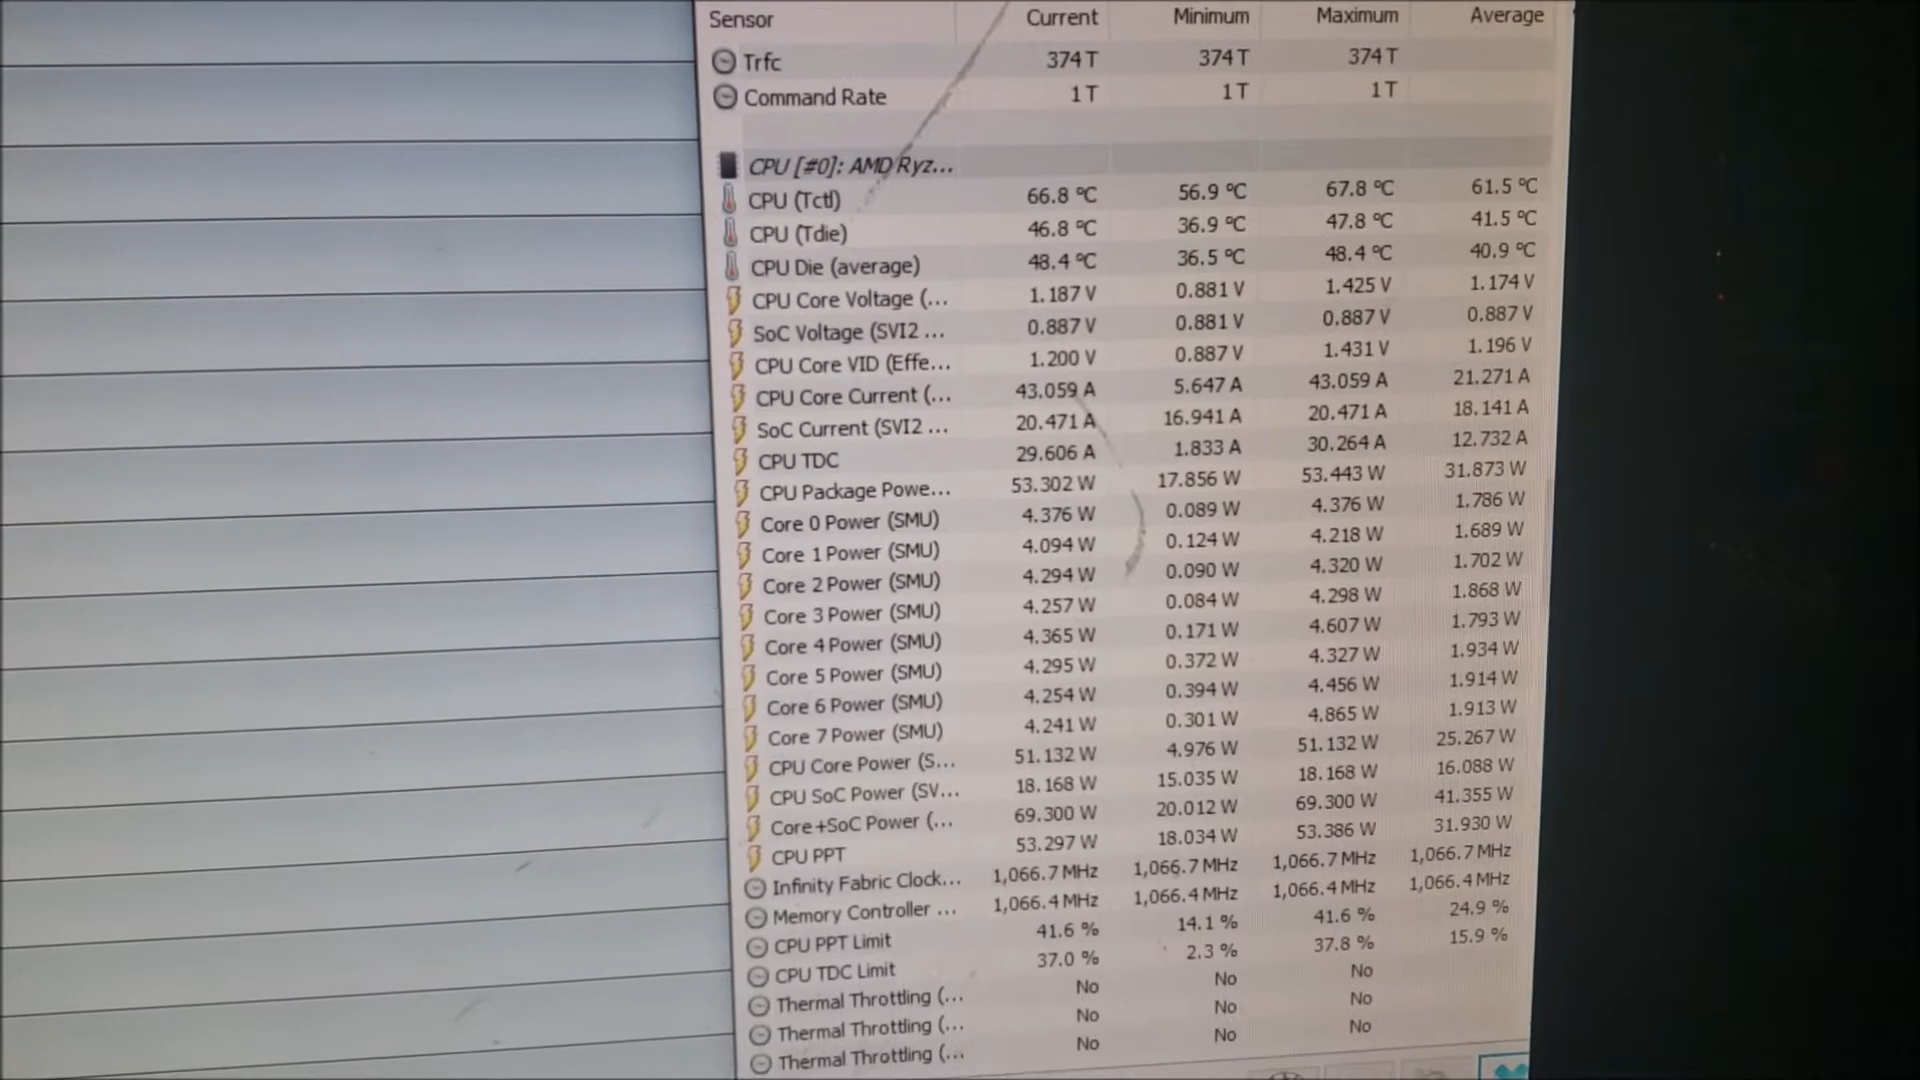 Sensor Current Minimum Maximum Average
Trfc 374 T 374 T 374 T
Command Rate 1 T 1 T 1 T
CPU [#0]: AMD Ryz...
CPU (Tctl) 66.8 °C 56.9 °C 67.8 °C 61.5 °C
CPU (Tdie) 46.8 °C 36.9 °C 47.8 °C 41.5 °C
CPU Die (average) 48.4 °C 36.5 °C 48.4 °C 40.9 °C
CPU Core Voltage (... 1.187 V 0.881 V 1.425 V 1.174 V
SoC Voltage (SVI2 ... 0.887 V 0.881 V 0.887 V 0.887 V
CPU Core VID (Effe... 1.200 V 0.887 V 1.431 V 1.196 V
CPU Core Current (... 43.059 A 5.647 A 43.059 A 21.271 A
SoC Current (SVI2 ... 20.471 A 16.941 A 20.471 A 18.141 A
CPU TDC 29.606 A 1.833 A 30.264 A 12.732 A
CPU Package Powe... 53.302 W 17.856 W 53.443 W 31.873 W
Core 0 Power (SMU) 4.376 W 0.089 W 4.376 W 1.786 W
Core 1 Power (SMU) 4.094 W 0.124 W 4.218 W 1.689 W
Core 2 Power (SMU) 4.294 W 0.090 W 4.320 W 1.702 W
Core 3 Power (SMU) 4.257 W 0.084 W 4.298 W 1.868 W
Core 4 Power (SMU) 4.365 W 0.171 W 4.607 W 1.793 W
Core 5 Power (SMU) 4.295 W 0.372 W 4.327 W 1.934 W
Core 6 Power (SMU) 4.254 W 0.394 W 4.456 W 1.914 W
Core 7 Power (SMU) 4.241 W 0.301 W 4.865 W 1.913 W
CPU Core Power (S... 51.132 W 4.976 W 51.132 W 25.267 W
CPU SoC Power (SV... 18.168 W 15.035 W 18.168 W 16.088 W
Core+SoC Power (... 69.300 W 20.012 W 69.300 W 41.355 W
CPU PPT 53.297 W 18.034 W 53.386 W 31.930 W
Infinity Fabric Clock... 1,066.7 MHz 1,066.7 MHz 1,066.7 MHz 1,066.7 MHz
Memory Controller ... 1,066.4 MHz 1,066.4 MHz 1,066.4 MHz 1,066.4 MHz
CPU PPT Limit 41.6 % 14.1 % 41.6 % 24.9 %
CPU TDC Limit 37.0 % 2.3 % 37.8 % 15.9 %
Thermal Throttling (... No No No
Thermal Throttling (... No No No
Thermal Throttling (... No No No